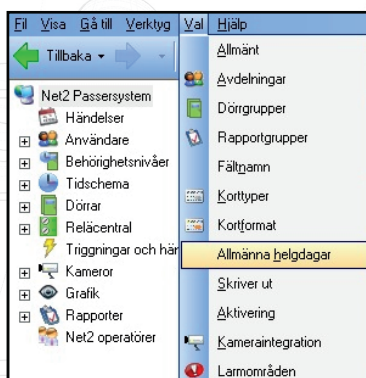 Fil Visa Gå till Verktyg Val Hjälp
Tillbaka
Net2 Passersystem
Händelser
Användare
Behörighetsnivåer
Tidschema
Dörrar
Reläcentral
Triggningar och här
Kameror
Grafik
Rapporter
Net2 operatörer
Allmänt
Avdelningar
Dörrgrupper
Rapportgrupper
Fältnamn
Korttyper
Kortformat
Allmänna helgdagar
Skriver ut
Aktivering
Kameraintegration
Larmområden